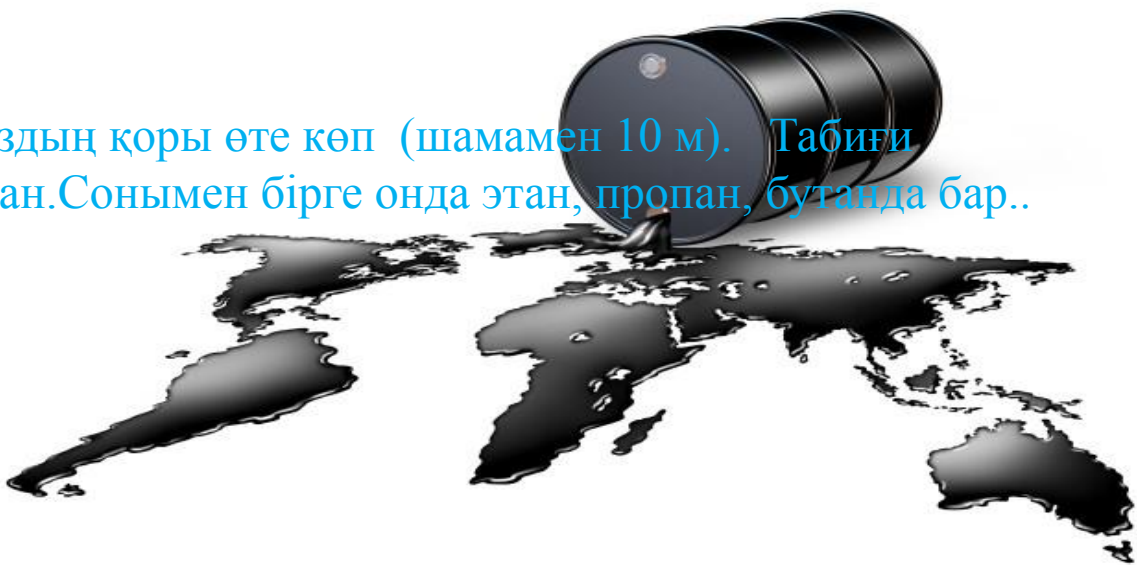 здың қоры өте көп (шамамен 10 м). Табиғи
ан.Сонымен бірге онда этан, пропан, бутанда бар..